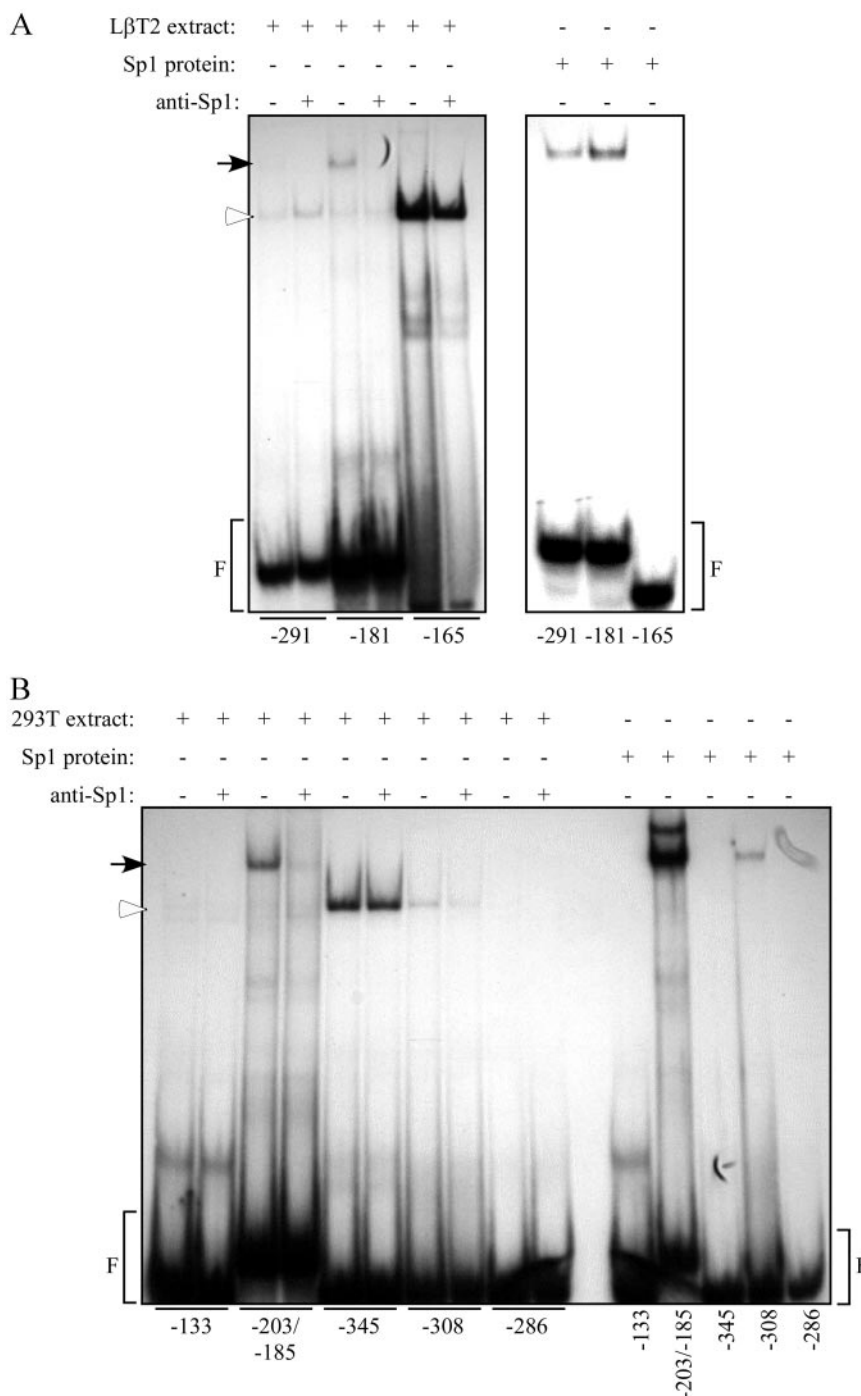 A
LβT2 extract: + + + + + + - - -
Sp1 protein: - - - - - - + + +
anti-Sp1: - + - + - + - - -
F F
-291 -181 -165 -291 -181 -165
B
293T extract: + + + + + + + + + + - - - - -
Sp1 protein: - - - - - - - - - - + + + + +
anti-Sp1: - + - + - + - + - + - - - - -
F F
-133 -203/ -345 -308 -286 -133 -203/-185 -345 -308 -286
-185